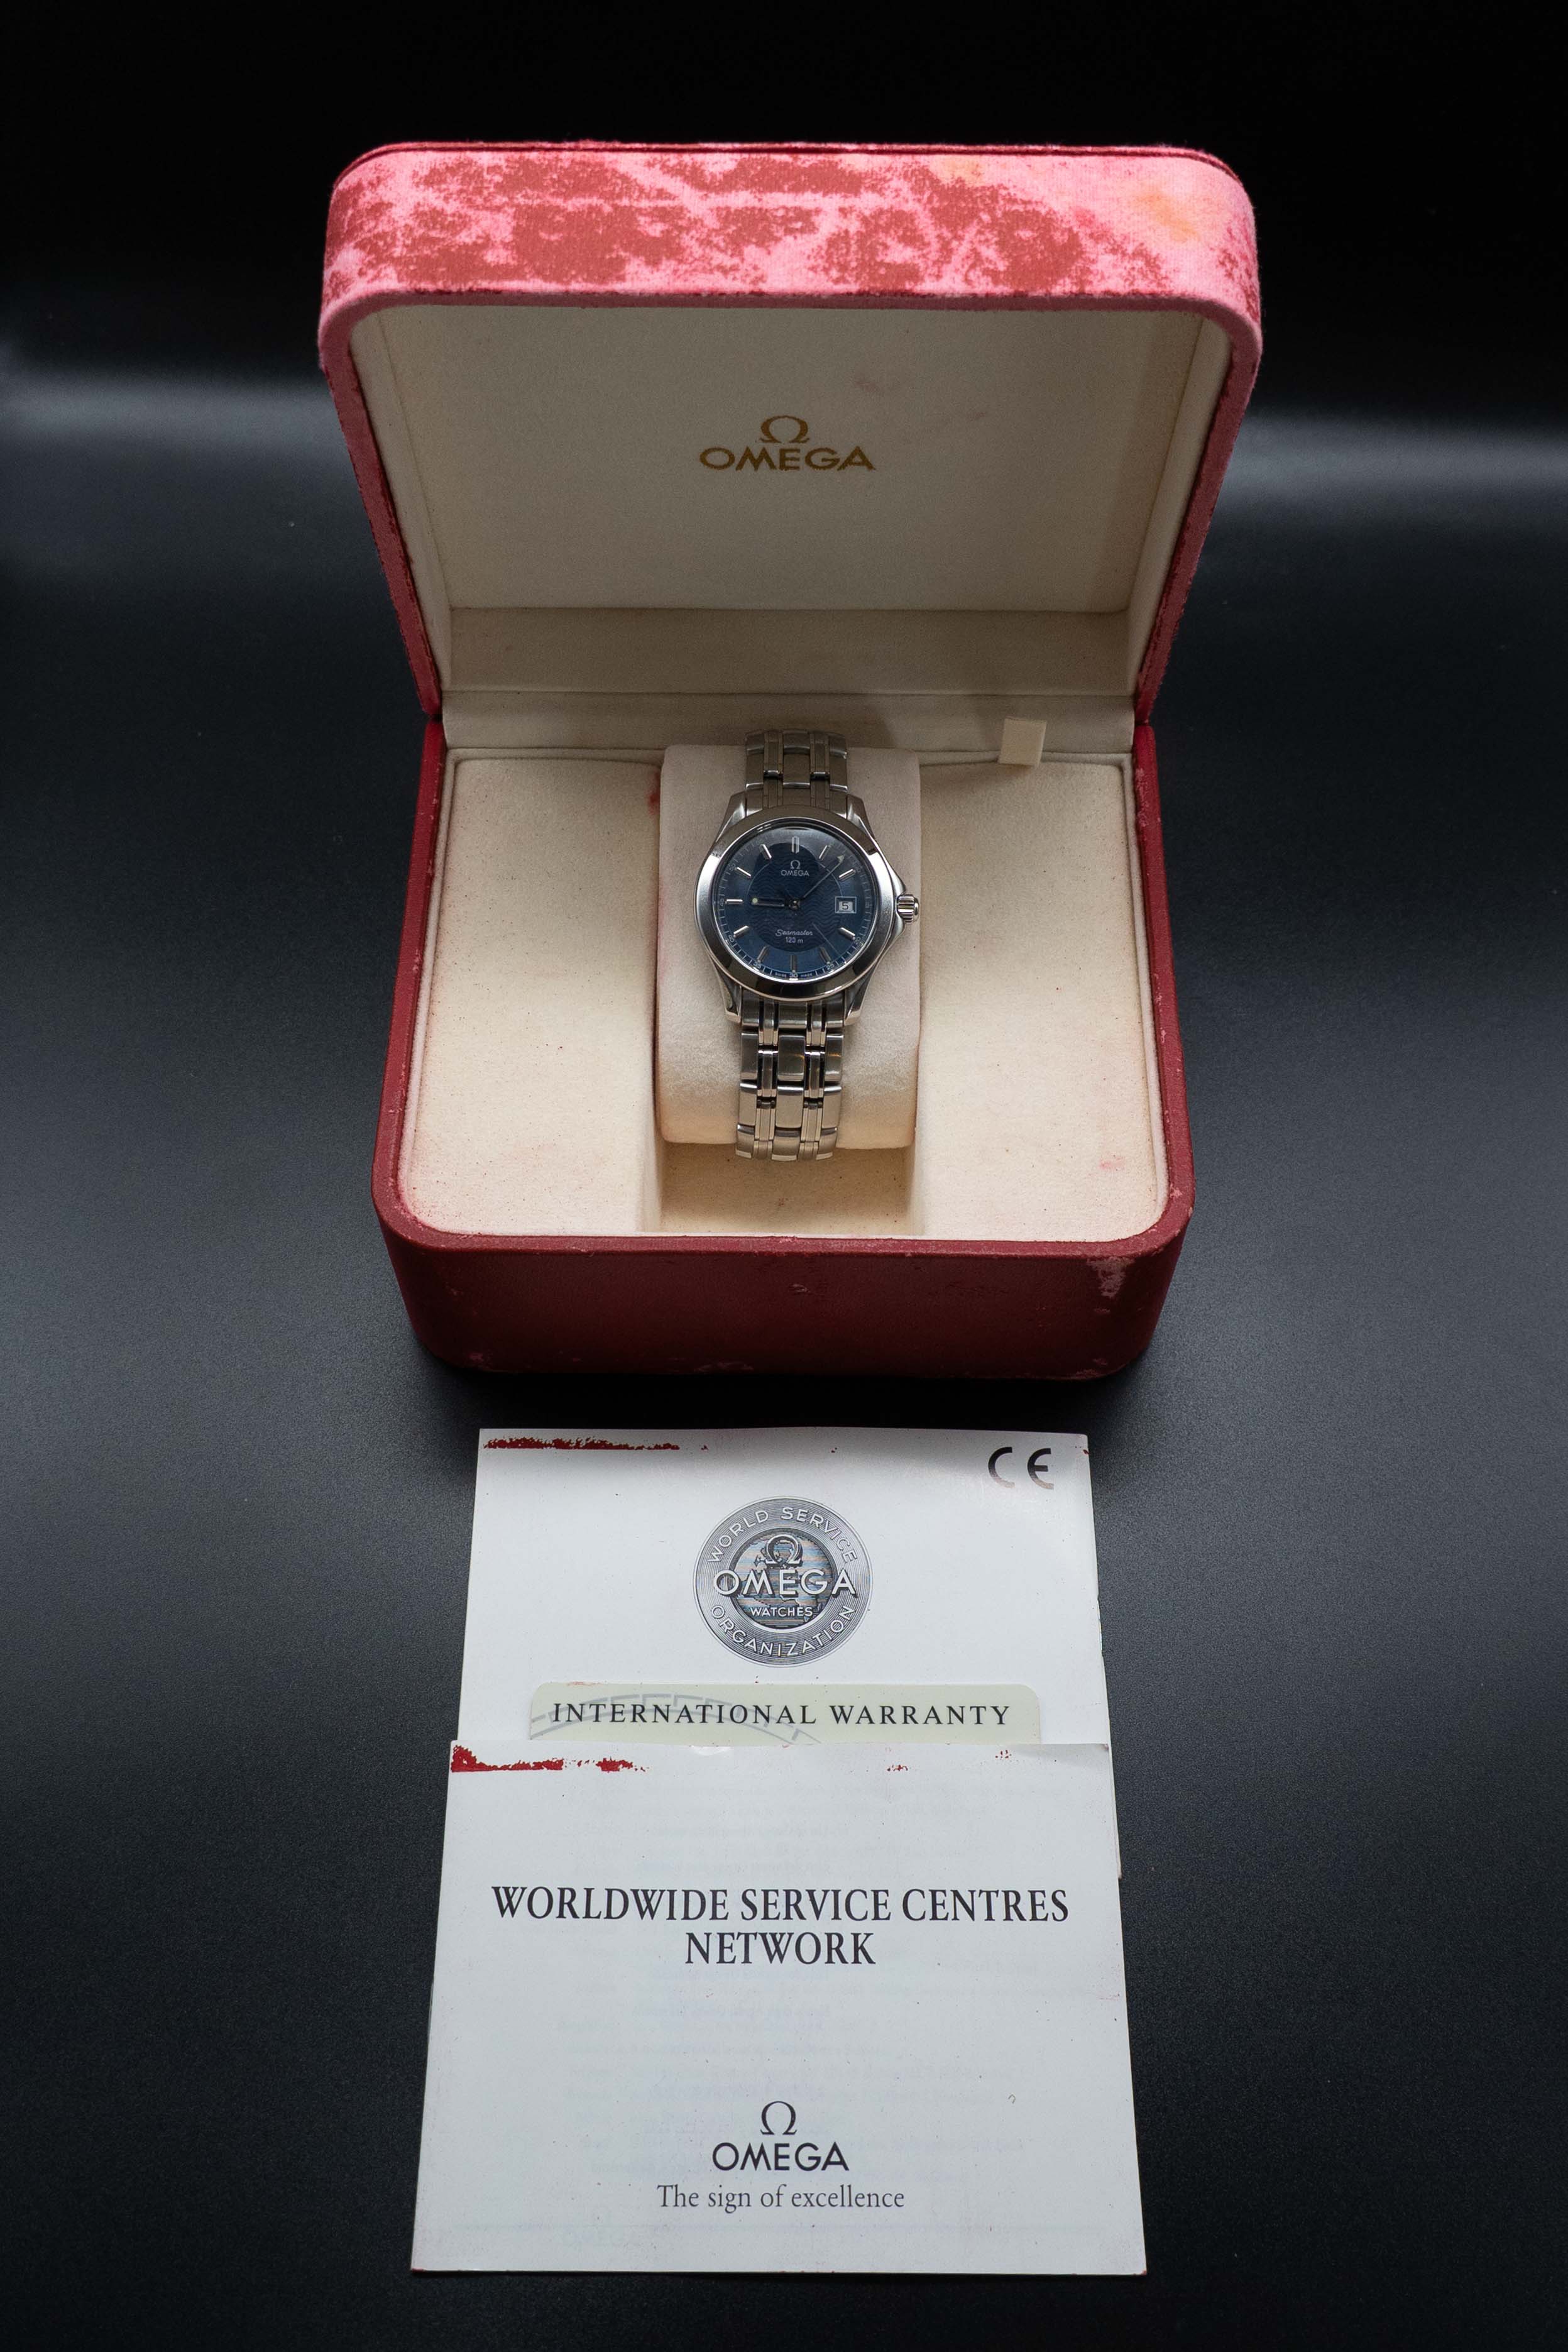 Ω
OMEGA
Ω
OMEGA
5
Seamaster
120 m
CE
WORLD SERVICE
Ω
OMEGA
WATCHES
ORGANIZATION
INTERNATIONAL WARRANTY
WORLDWIDE SERVICE CENTRES
NETWORK
Ω
OMEGA
The sign of excellence